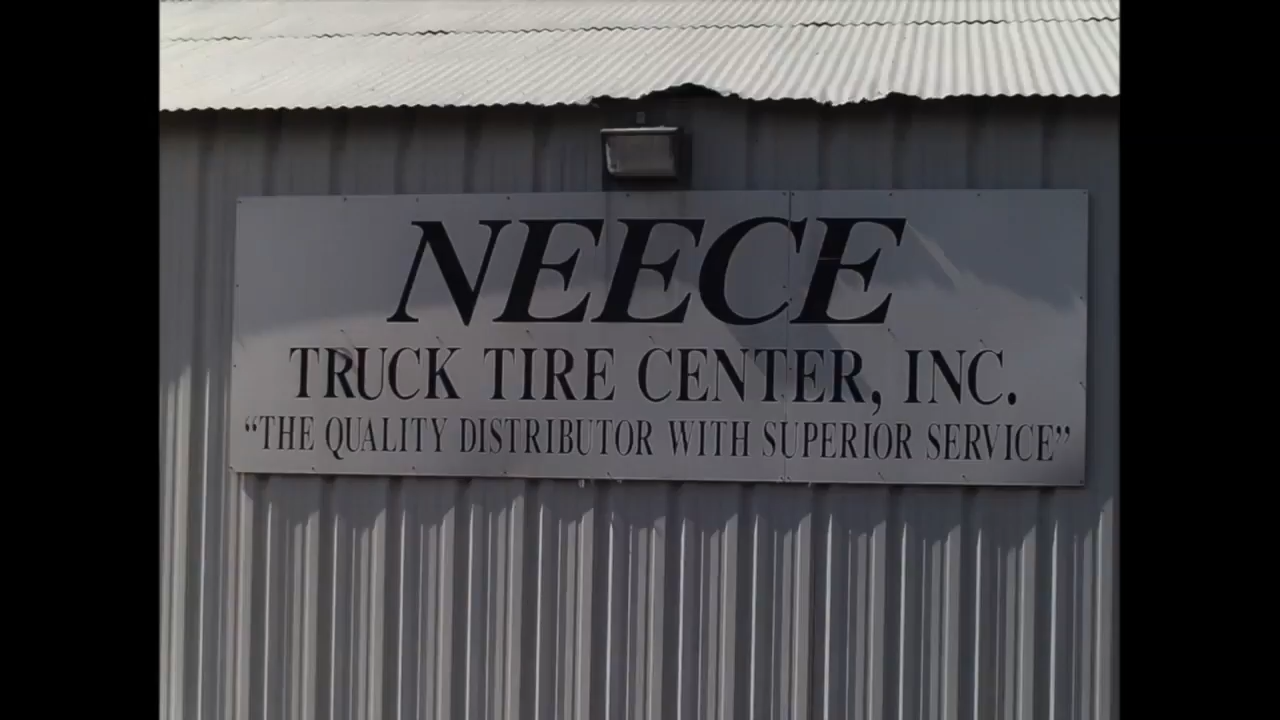 NEECE
TRUCK TIRE CENTER, INC.
“THE QUALITY DISTRIBUTOR WITH SUPERIOR SERVICE”